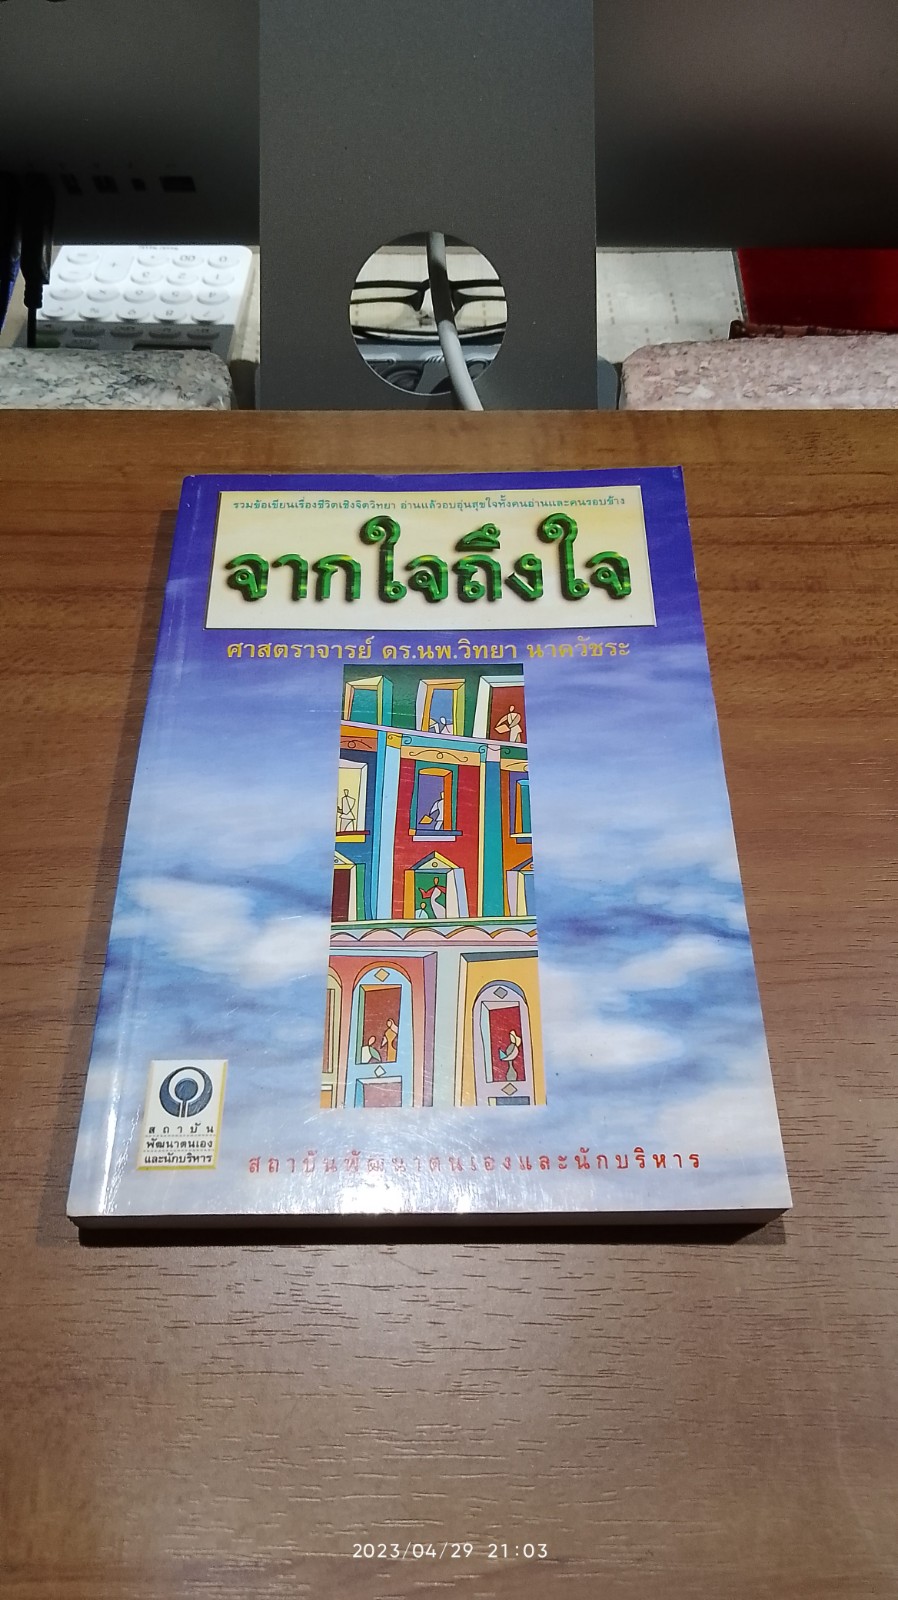 รวมข้อเขียนเรื่องชีวิตเชิงจิตวิทยา อ่านแล้วอบอุ่นสุขใจทั้งคนอ่านและคนรอบข้าง
จากใจถึงใจ
ศาสตราจารย์ ดร.นพ.วิทยา นาควัชระ
สถาบัน
พัฒนาตนเอง
และนักบริหาร
สถาบันพัฒนาตนเองและนักบริหาร
2023/04/29 21:03